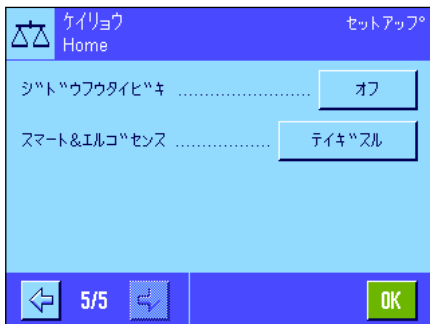 ケイリョウ セットアップ
Home
ジドウフウタイビキ ........................ オフ
スマート&エルゴセンス ................. テイギスル
5/5 OK